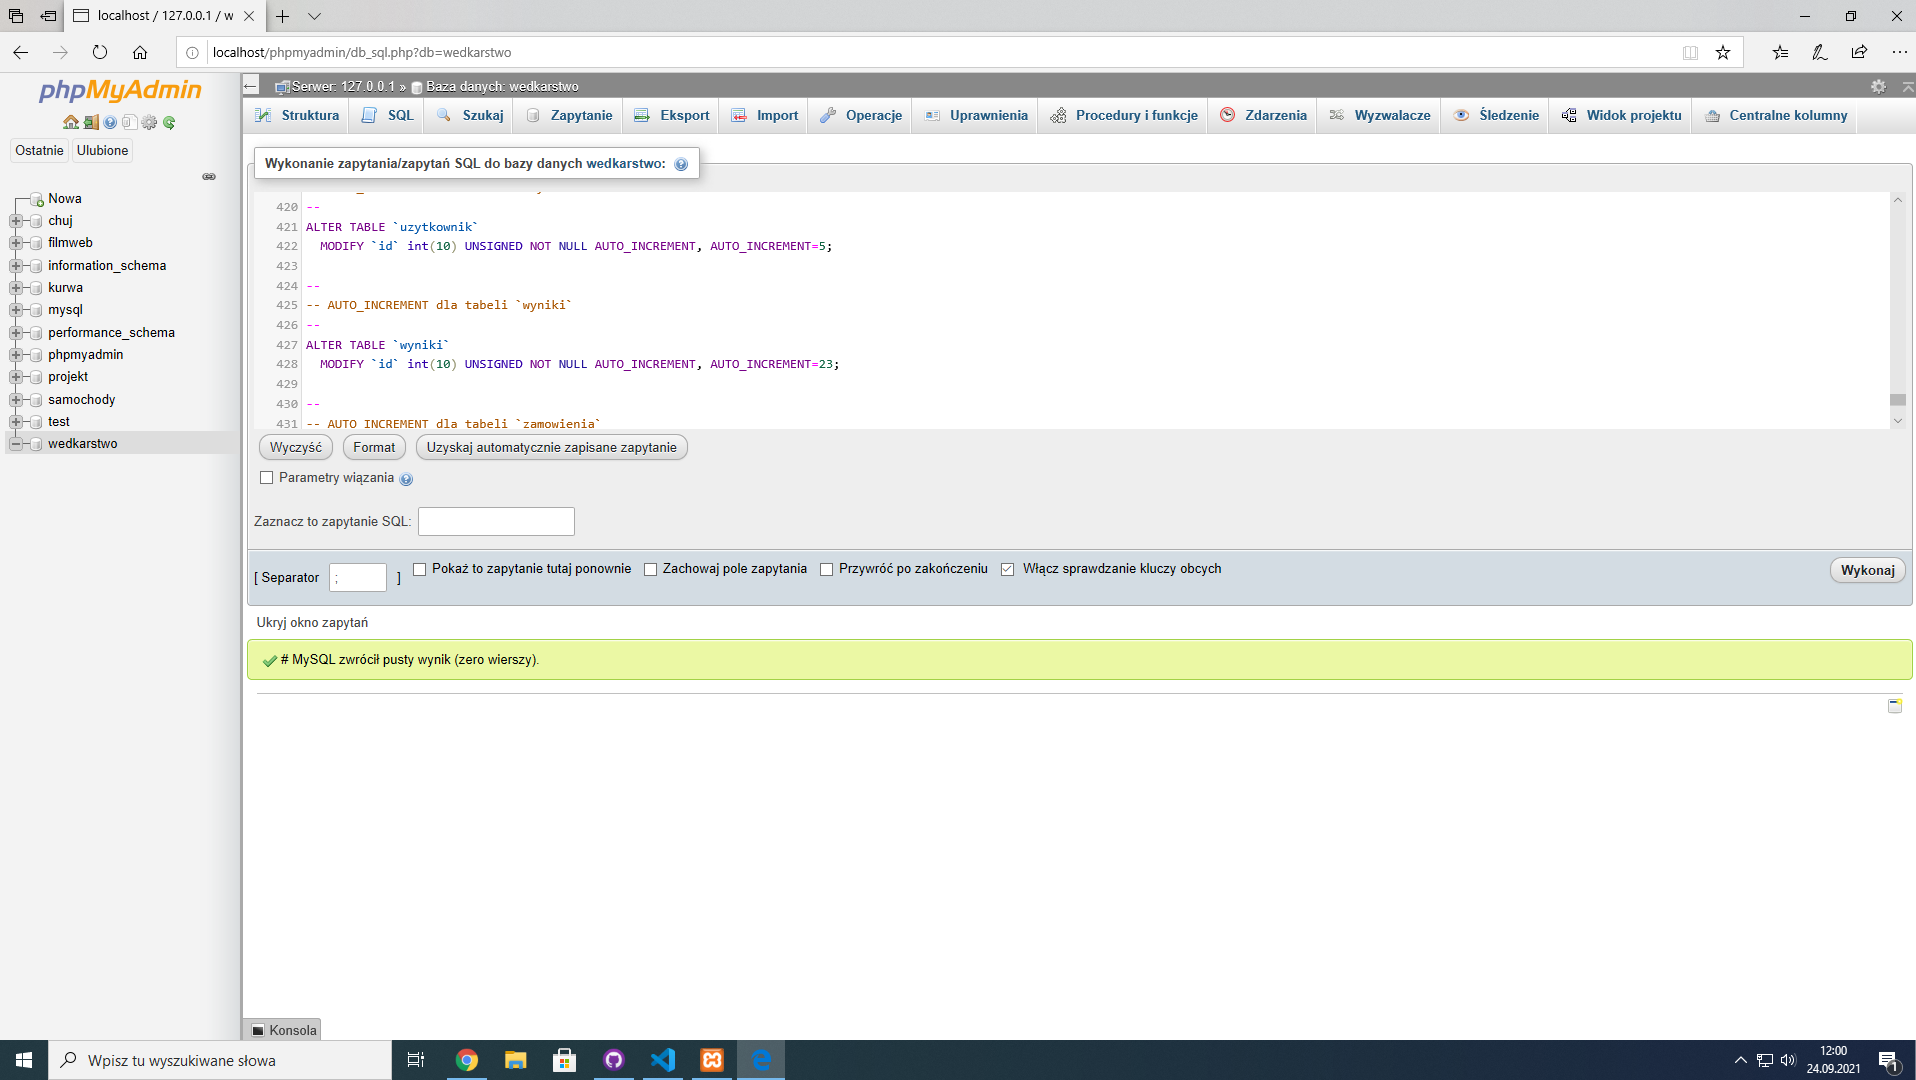 localhost / 127.0.0.1 / w
localhost/phpmyadmin/db_sql.php?db=wedkarstwo
phpMyAdmin
Serwer: 127.0.0.1 » Baza danych: wedkarstwo
Struktura SQL Szukaj Zapytanie Eksport Import Operacje Uprawnienia Procedury i funkcje Zdarzenia Wyzwalacze Śledzenie Widok projektu Centralne kolumny
Ostatnie Ulubione
Nowa
chuj
filmweb
information_schema
kurwa
mysql
performance_schema
phpmyadmin
projekt
samochody
test
wedkarstwo
Wykonanie zapytania/zapytań SQL do bazy danych wedkarstwo:
420 --
421 ALTER TABLE `uzytkownik`
422 MODIFY `id` int(10) UNSIGNED NOT NULL AUTO_INCREMENT, AUTO_INCREMENT=5;
423
424 --
425 -- AUTO_INCREMENT dla tabeli `wyniki`
426 --
427 ALTER TABLE `wyniki`
428 MODIFY `id` int(10) UNSIGNED NOT NULL AUTO_INCREMENT, AUTO_INCREMENT=23;
429
430 --
431 -- AUTO_INCREMENT dla tabeli `zamowienia`
Wyczyść Format Uzyskaj automatycznie zapisane zapytanie
Parametry wiązania
Zaznacz to zapytanie SQL:
[ Separator ; ] Pokaż to zapytanie tutaj ponownie Zachowaj pole zapytania Przywróć po zakończeniu Włącz sprawdzanie kluczy obcych Wykonaj
Ukryj okno zapytań
# MySQL zwrócił pusty wynik (zero wierszy).
Konsola
Wpisz tu wyszukiwane słowa
12:00
24.09.2021
1